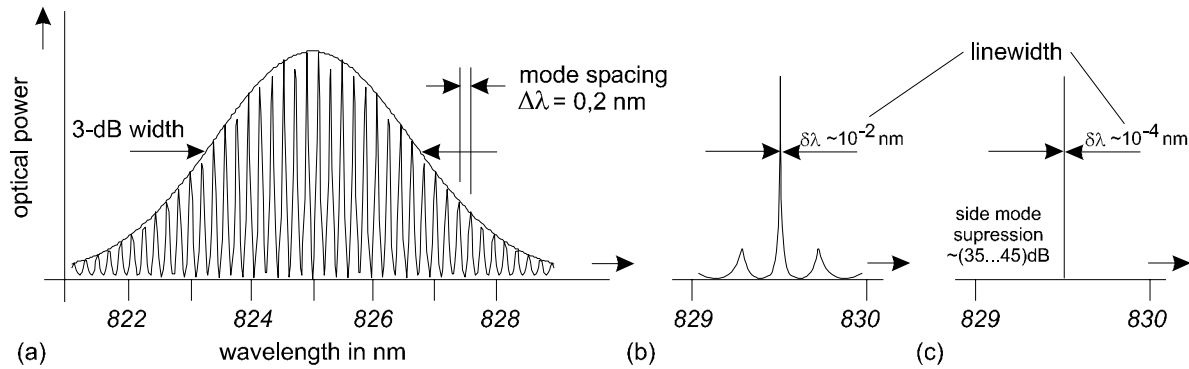 optical power
3-dB width
mode spacing
Δλ = 0,2 nm
822
824
826
828
(a)
wavelength in nm
linewidth
δλ ~10⁻² nm
829
830
(b)
δλ ~10⁻⁴ nm
side mode
supression
~(35...45)dB
829
830
(c)